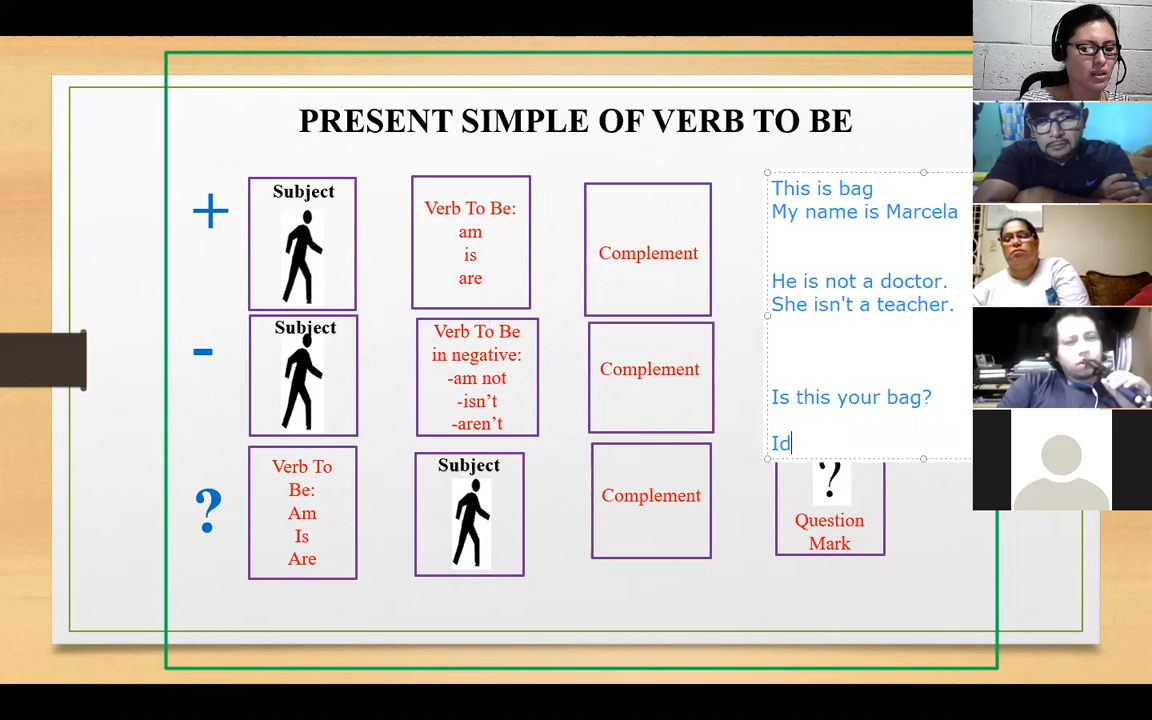 PRESENT SIMPLE OF VERB TO BE
+
Subject
Verb To Be:
am
is
are
Complement
This is bag
My name is Marcela
He is not a doctor.
She isn't a teacher.
-
Subject
Verb To Be
in negative:
-am not
-isn't
-aren't
Complement
Is this your bag?
Id
?
Verb To
Be:
Am
Is
Are
Subject
Complement
?
Question
Mark